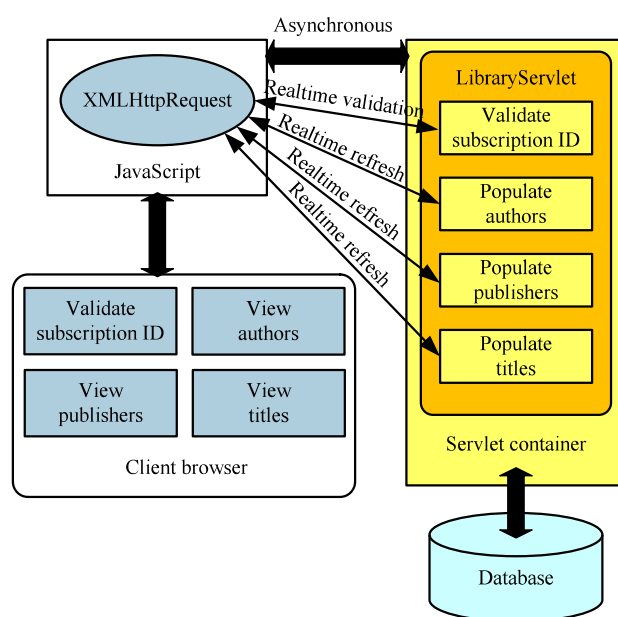 Asynchronous
XMLHttpRequest
JavaScript
Realtime validation
Realtime refresh
Realtime refresh
Realtime refresh
LibraryServlet
Validate
subscription ID
Populate
authors
Populate
publishers
Populate
titles
Servlet container
Validate
subscription ID
View
authors
View
publishers
View
titles
Client browser
Database